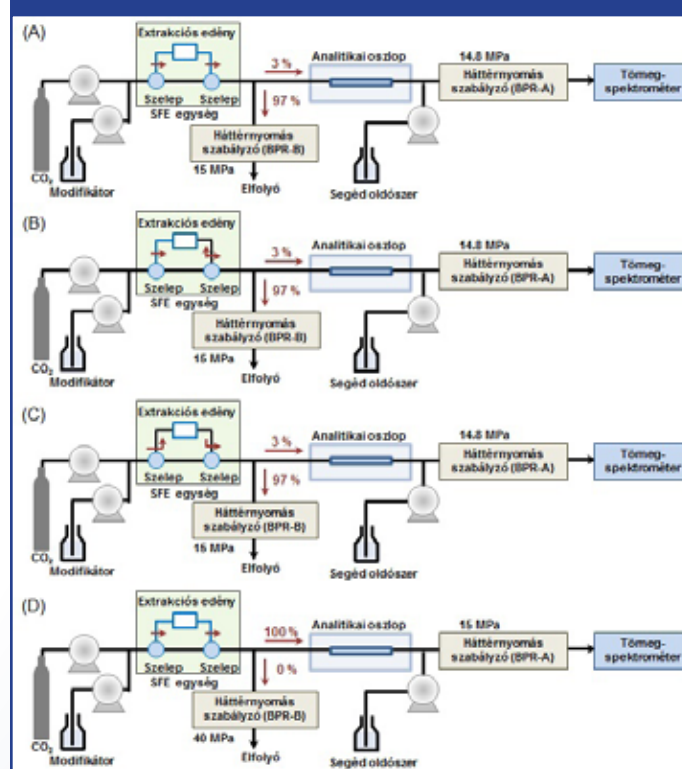 (A)
Extrakciós edény
Szelep Szelep
SFE egység
3 %
97 %
Analitikai oszlop
14.8 MPa
Háttérnyomás
szabályzó (BPR-A)
Tömeg-
spektrométer
Háttérnyomás
szabályzó (BPR-B)
15 MPa
Elfolyó
CO₂
Modifikátor
Segéd oldószer
(B)
Extrakciós edény
Szelep Szelep
SFE egység
3 %
97 %
Analitikai oszlop
14.8 MPa
Háttérnyomás
szabályzó (BPR-A)
Tömeg-
spektrométer
Háttérnyomás
szabályzó (BPR-B)
15 MPa
Elfolyó
CO₂
Modifikátor
Segéd oldószer
(C)
Extrakciós edény
Szelep Szelep
SFE egység
3 %
97 %
Analitikai oszlop
14.8 MPa
Háttérnyomás
szabályzó (BPR-A)
Tömeg-
spektrométer
Háttérnyomás
szabályzó (BPR-B)
15 MPa
Elfolyó
CO₂
Modifikátor
Segéd oldószer
(D)
Extrakciós edény
Szelep Szelep
SFE egység
100 %
0 %
Analitikai oszlop
15 MPa
Háttérnyomás
szabályzó (BPR-A)
Tömeg-
spektrométer
Háttérnyomás
szabályzó (BPR-B)
40 MPa
Elfolyó
CO₂
Modifikátor
Segéd oldószer